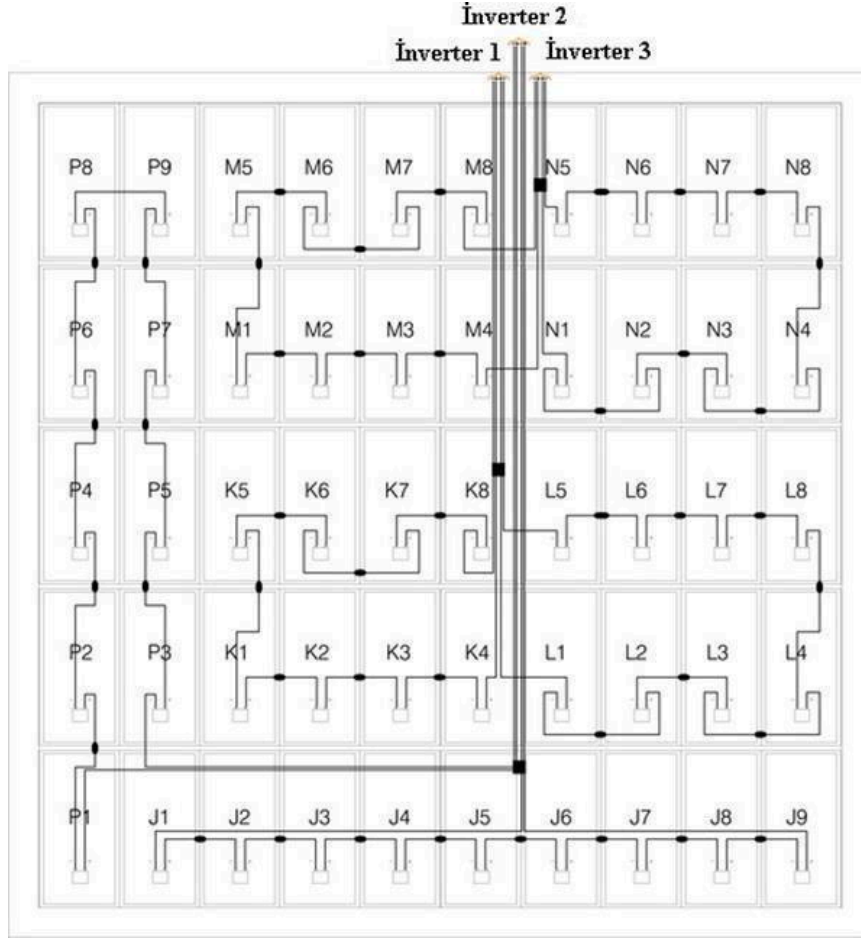 İnverter 2
İnverter 1 İnverter 3
P8 P9 M5 M6 M7 M8 N5 N6 N7 N8
P6 P7 M1 M2 M3 M4 N1 N2 N3 N4
P4 P5 K5 K6 K7 K8 L5 L6 L7 L8
P2 P3 K1 K2 K3 K4 L1 L2 L3 L4
P1 J1 J2 J3 J4 J5 J6 J7 J8 J9